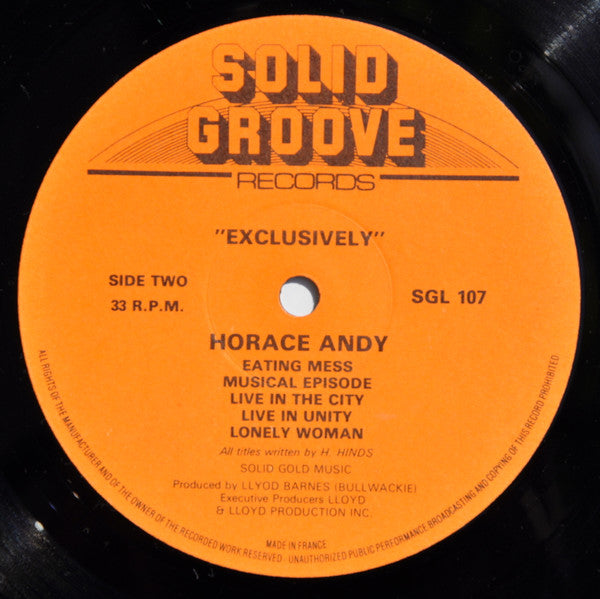 SOLID
GROOVE
RECORDS
"EXCLUSIVELY"
SIDE TWO
33 R.P.M.
SGL 107
HORACE ANDY
EATING MESS
MUSICAL EPISODE
LIVE IN THE CITY
LIVE IN UNITY
LONELY WOMAN
All titles written by H. HINDS
SOLID GOLD MUSIC
Produced by LLYOD BARNES (BULLWACKIE)
Executive Producers LLOYD
& LLOYD PRODUCTION INC.
MADE IN FRANCE
ALL RIGHTS OF THE MANUFACTURER AND OF THE OWNER OF THE RECORDED WORK RESERVED - UNAUTHORIZED PUBLIC PERFORMANCE BROADCASTING AND COPYING OF THIS RECORD PROHIBITED